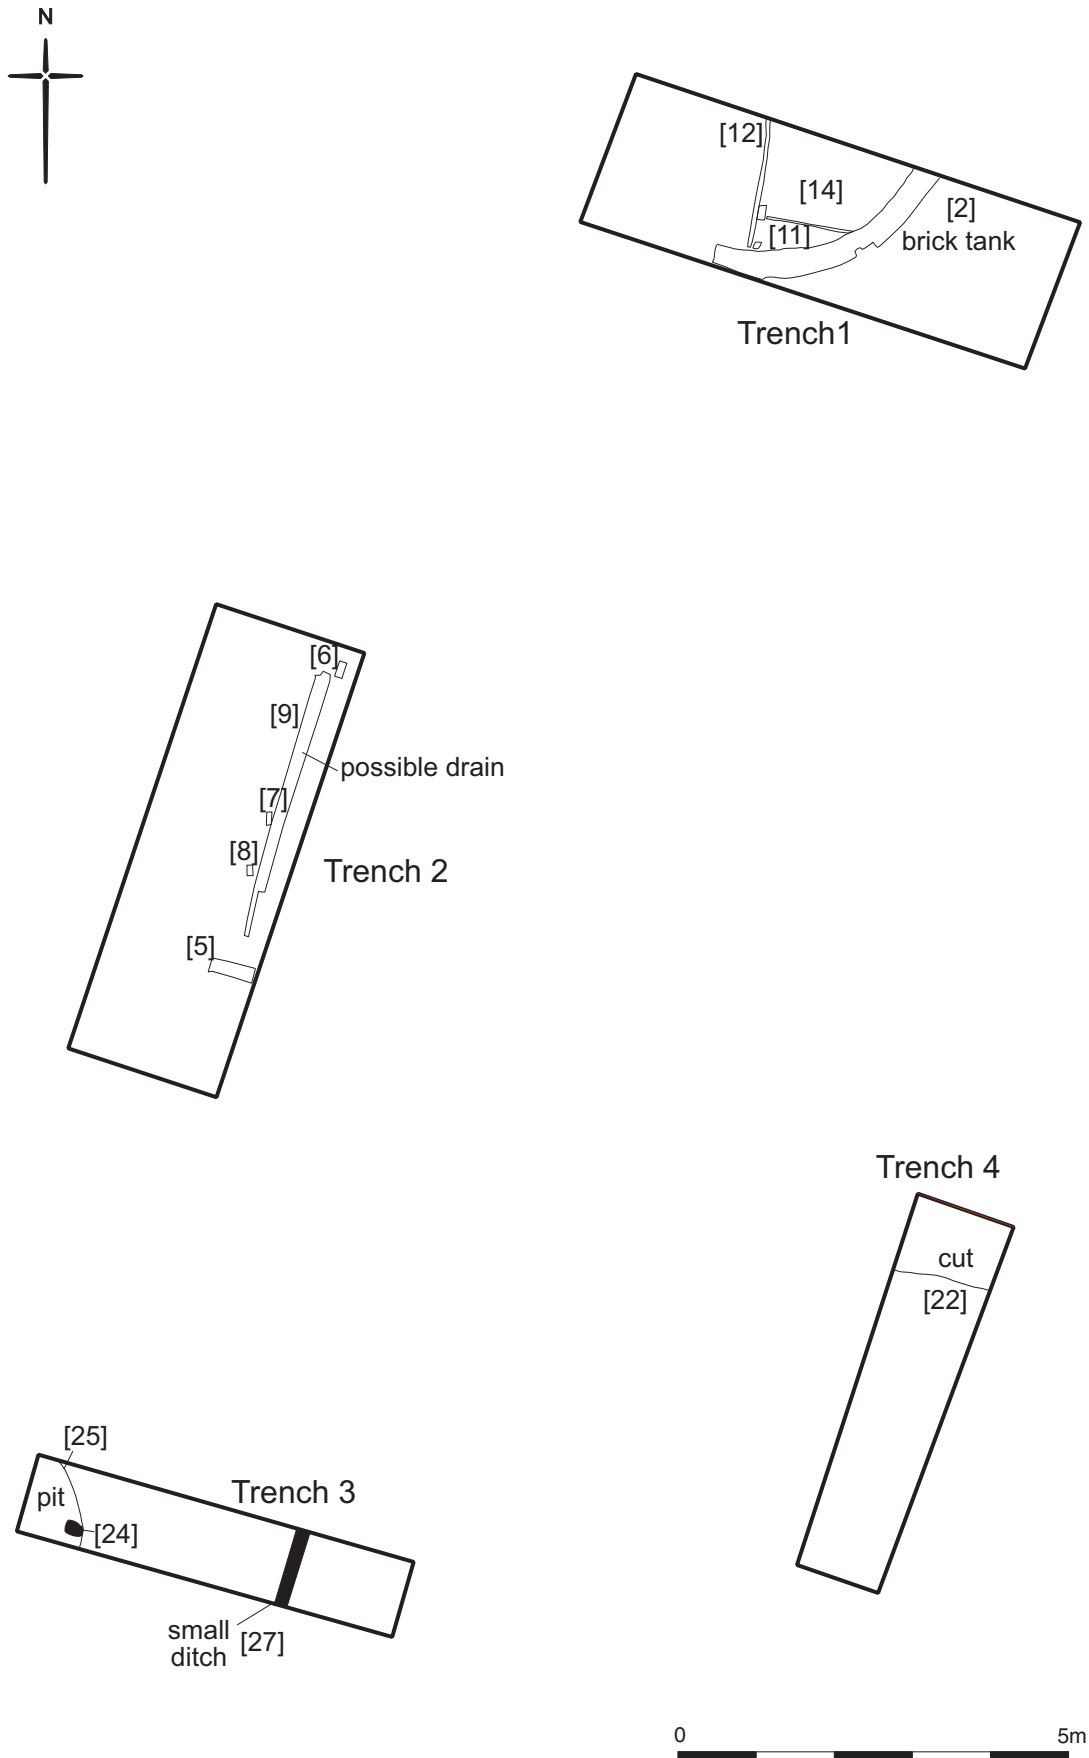 N
[12]
[14]
[2]
brick tank
[11]
Trench1
[6]
[9]
possible drain
[7]
[8]
Trench 2
[5]
Trench 4
cut
[22]
[25]
pit
Trench 3
[24]
small
ditch
[27]
0
5m